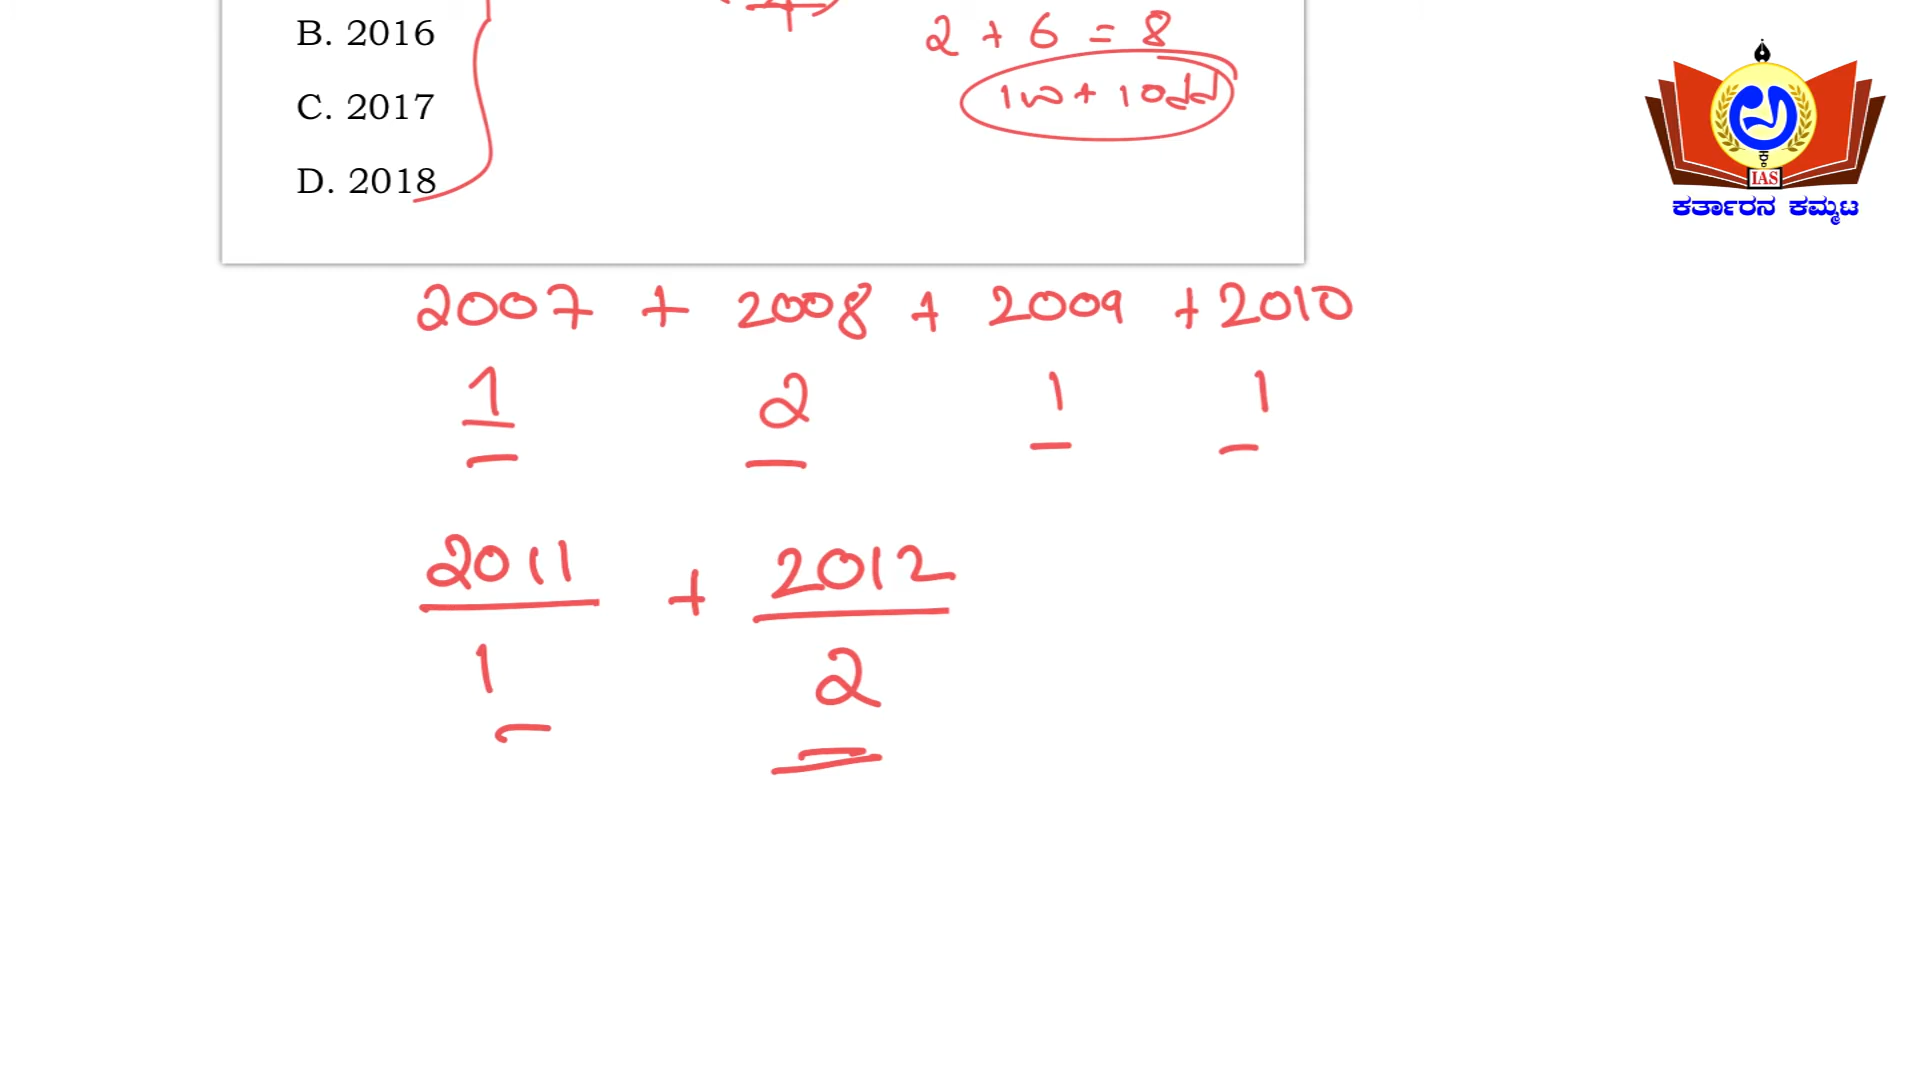 B. 2016
2 + 6 = 8
C. 2017
D. 2018
IAS
ಕರ್ತಾರನ ಕಮ್ಮಟ
2007 + 2008 + 2009 + 2010
1 2 1 1
2011 + 2012
1 2